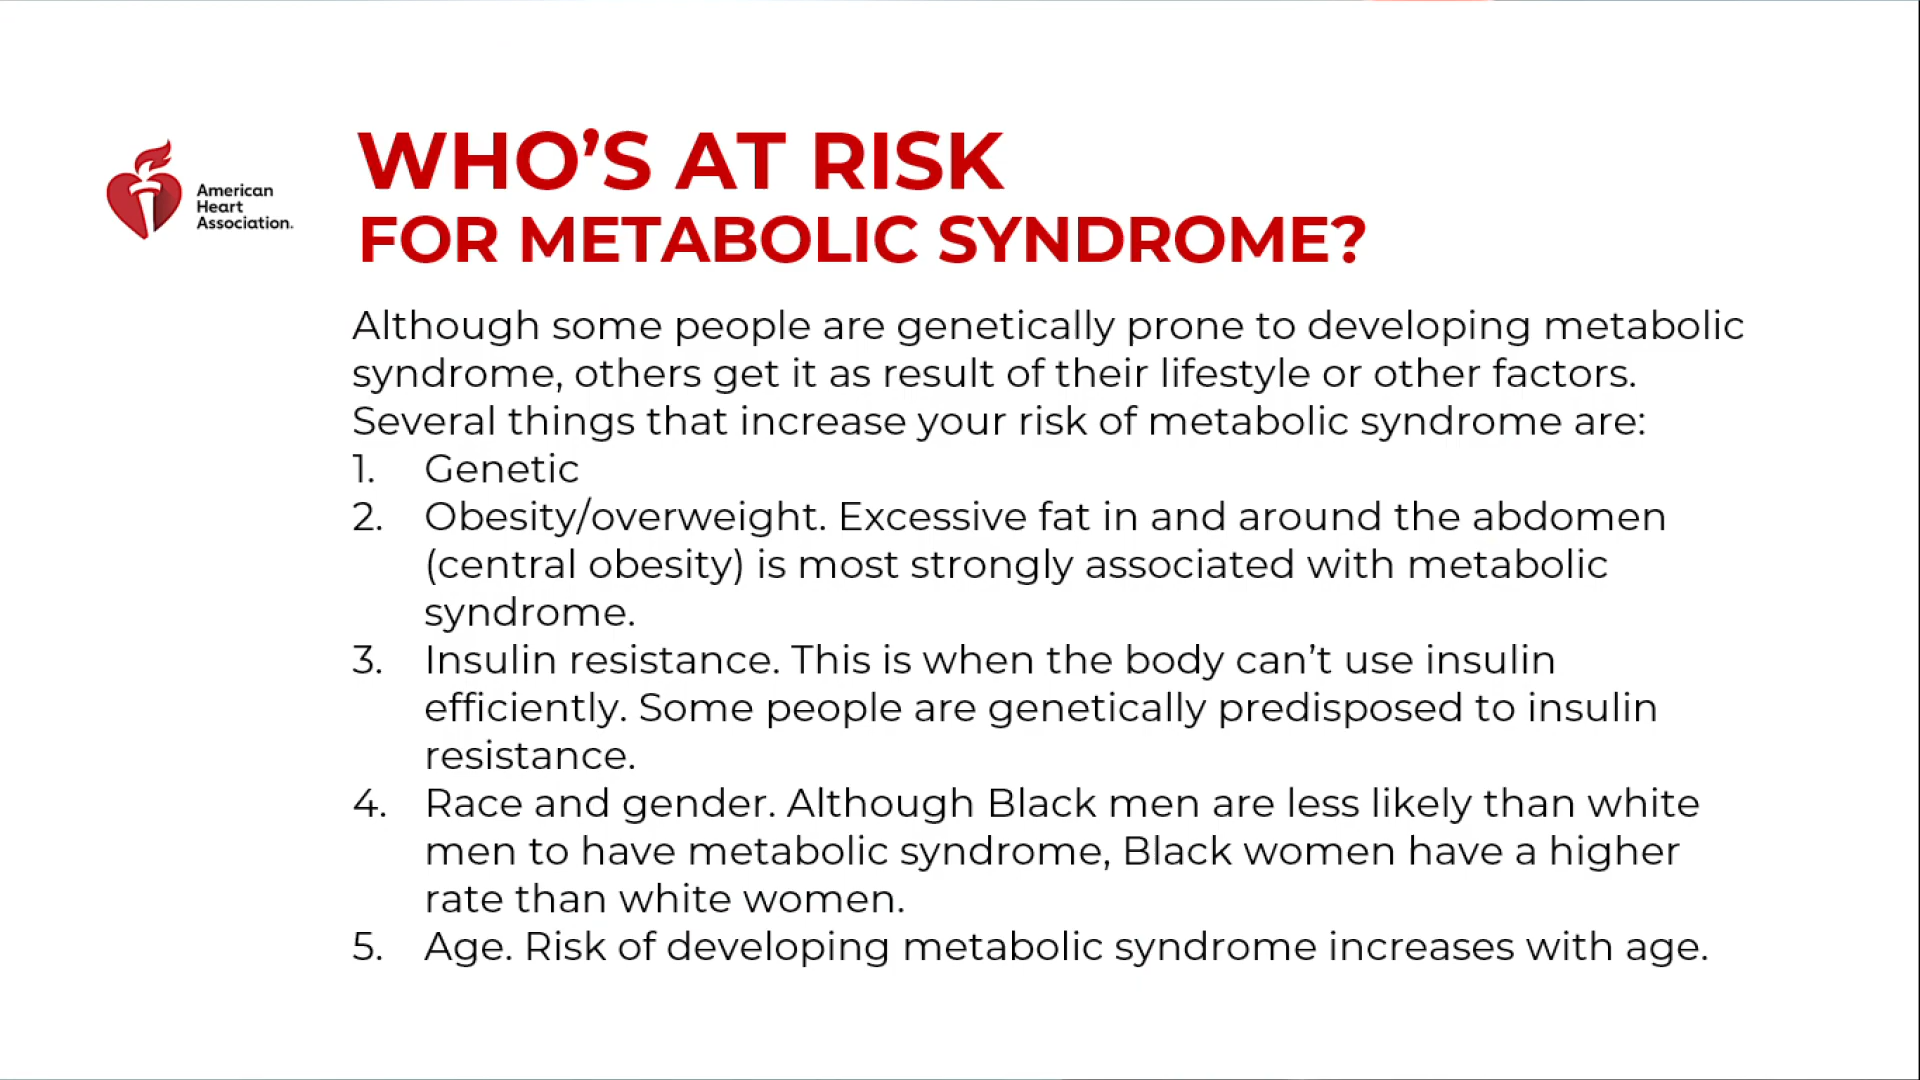 American
Heart
Association.
WHO’S AT RISK
FOR METABOLIC SYNDROME?
Although some people are genetically prone to developing metabolic
syndrome, others get it as result of their lifestyle or other factors.
Several things that increase your risk of metabolic syndrome are:
1. Genetic
2. Obesity/overweight. Excessive fat in and around the abdomen
(central obesity) is most strongly associated with metabolic
syndrome.
3. Insulin resistance. This is when the body can’t use insulin
efficiently. Some people are genetically predisposed to insulin
resistance.
4. Race and gender. Although Black men are less likely than white
men to have metabolic syndrome, Black women have a higher
rate than white women.
5. Age. Risk of developing metabolic syndrome increases with age.